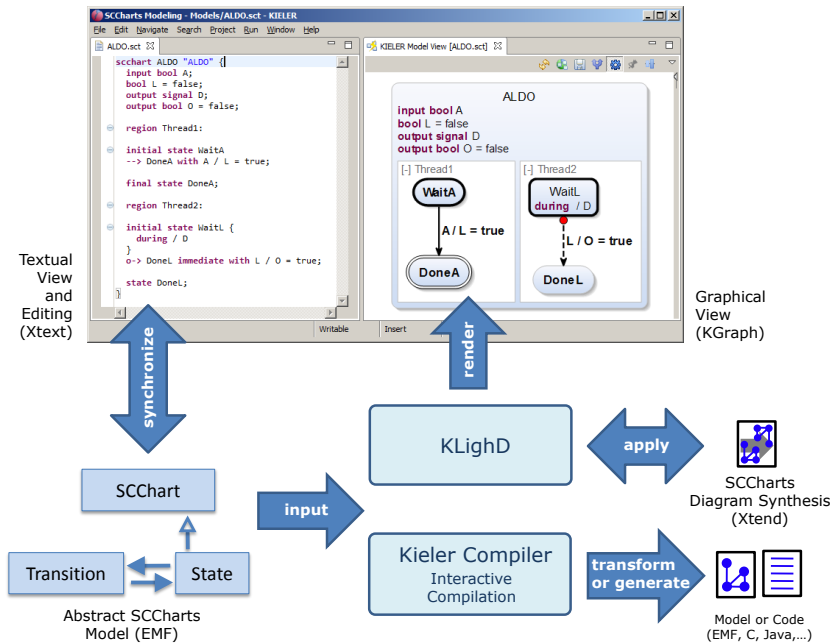 SCCharts Modeling - Models/ALDO.sct - KIELER
File Edit Navigate Search Project Run Window Help
ALDO.sct
scchart ALDO "ALDO" {
input bool A;
bool L = false;
output signal D;
output bool O = false;
region Thread1:
initial state WaitA
--> DoneA with A / L = true;
final state DoneA;
region Thread2:
initial state WaitL {
during / D
}
o-> DoneL immediate with L / O = true;
state DoneL;
}
KIELER Model View [ALDO.sct]
ALDO
input bool A
bool L = false
output signal D
output bool O = false
[-] Thread1
WaitA
A / L = true
DoneA
[-] Thread2
WaitL
during / D
L / O = true
DoneL
Writable
Insert
Textual
View
and
Editing
(Xtext)
Graphical
View
(KGraph)
synchronize
render
KLighD
apply
SCCharts
Diagram Synthesis
(Xtend)
SCChart
input
Transition
State
Abstract SCCharts
Model (EMF)
Kieler Compiler
Interactive
Compilation
transform
or generate
Model or Code
(EMF, C, Java,...)